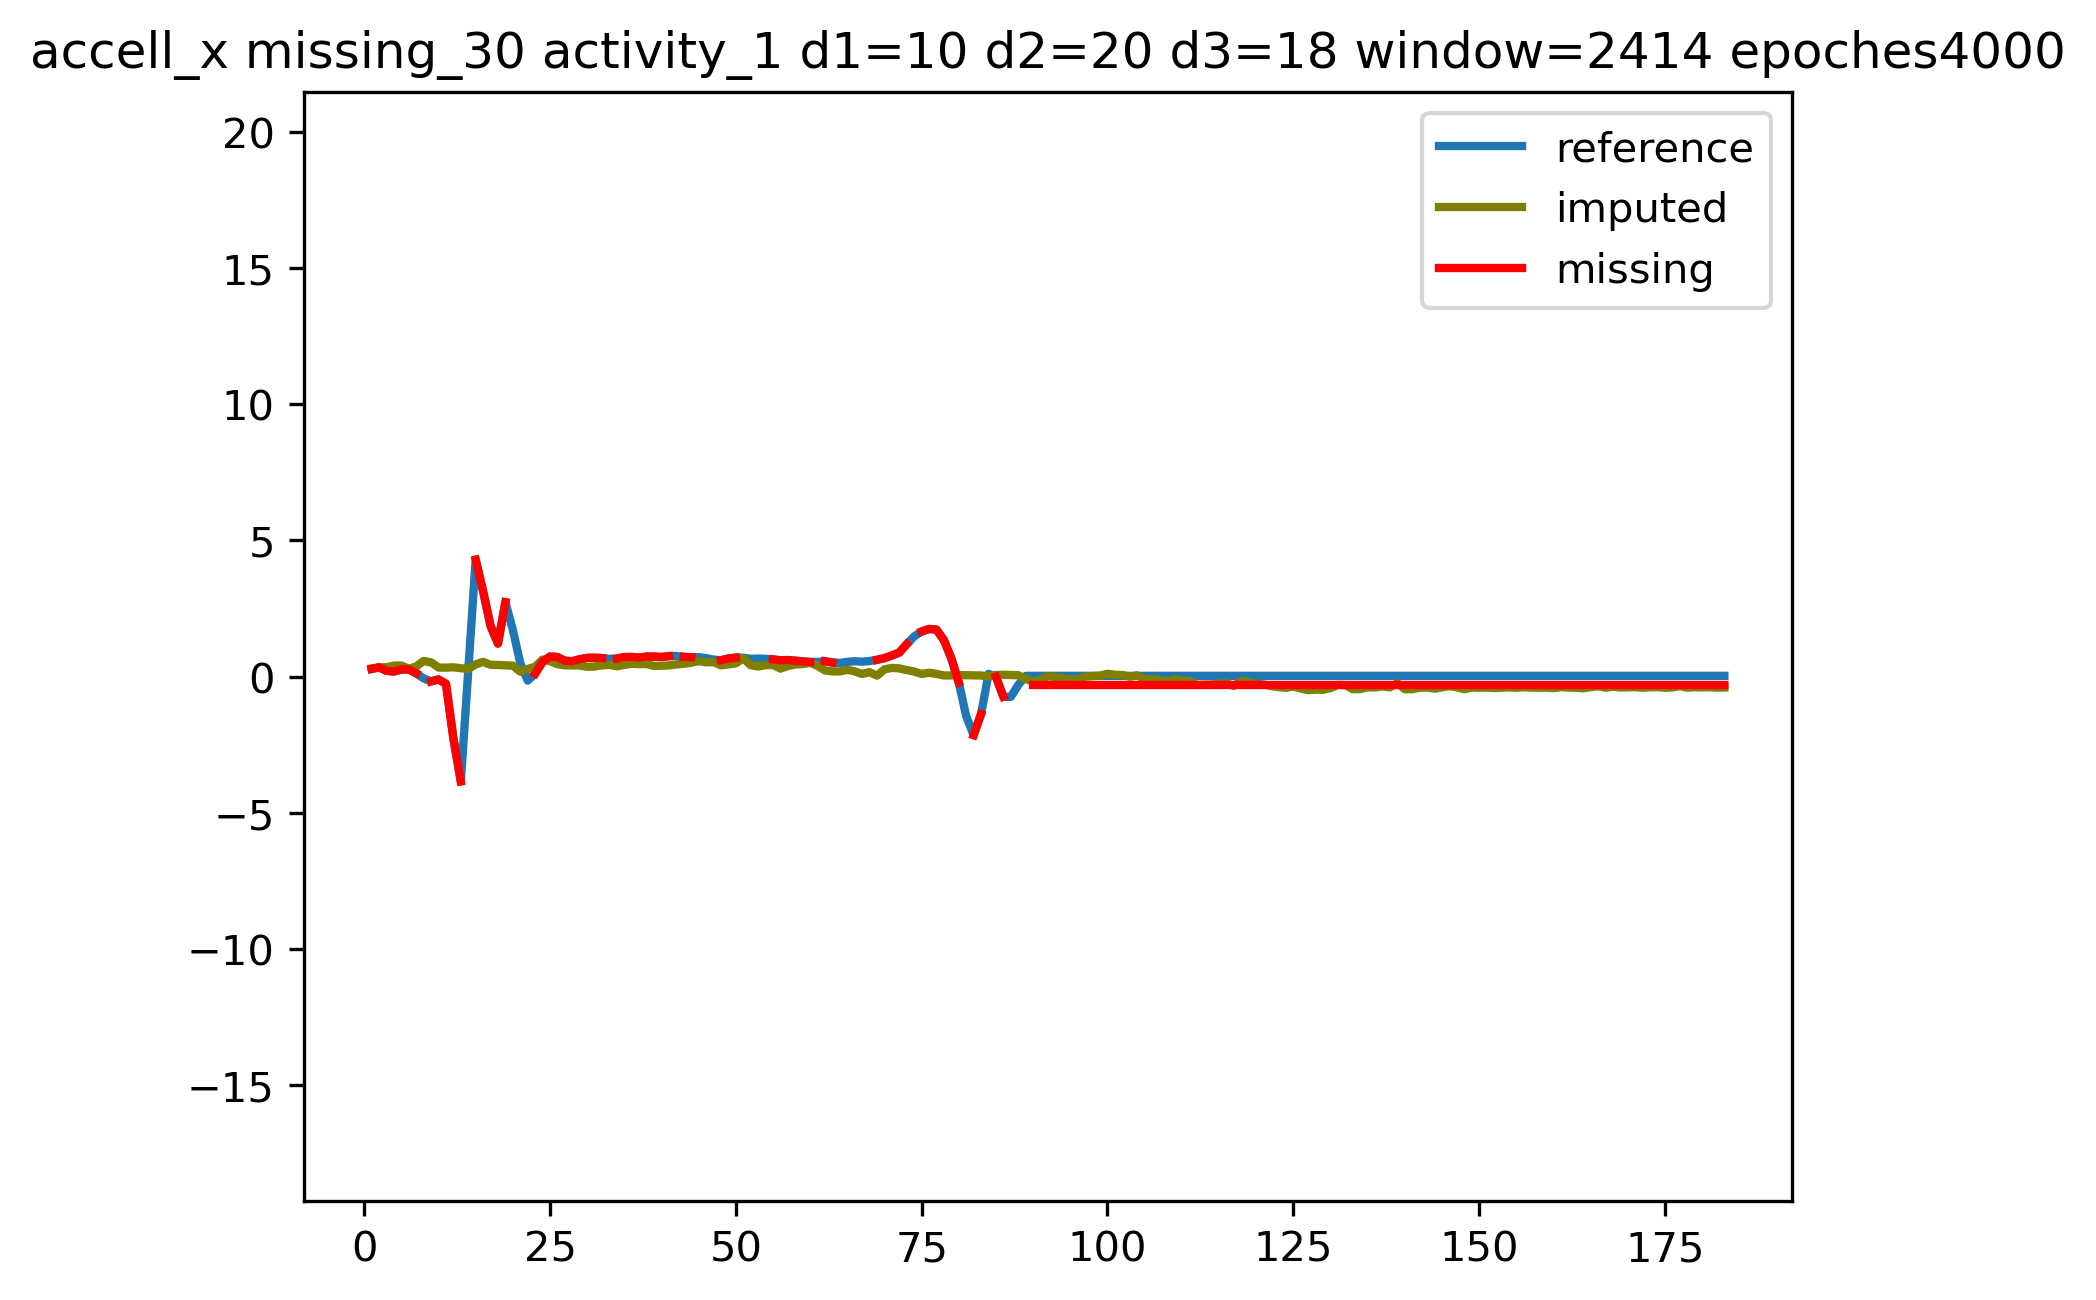 accell_x missing_30 activity_1 d1=10 d2=20 d3=18 window=2414 epoches4000
reference
imputed
missing
20
15
10
5
0
−5
−10
−15
0 25 50 75 100 125 150 175